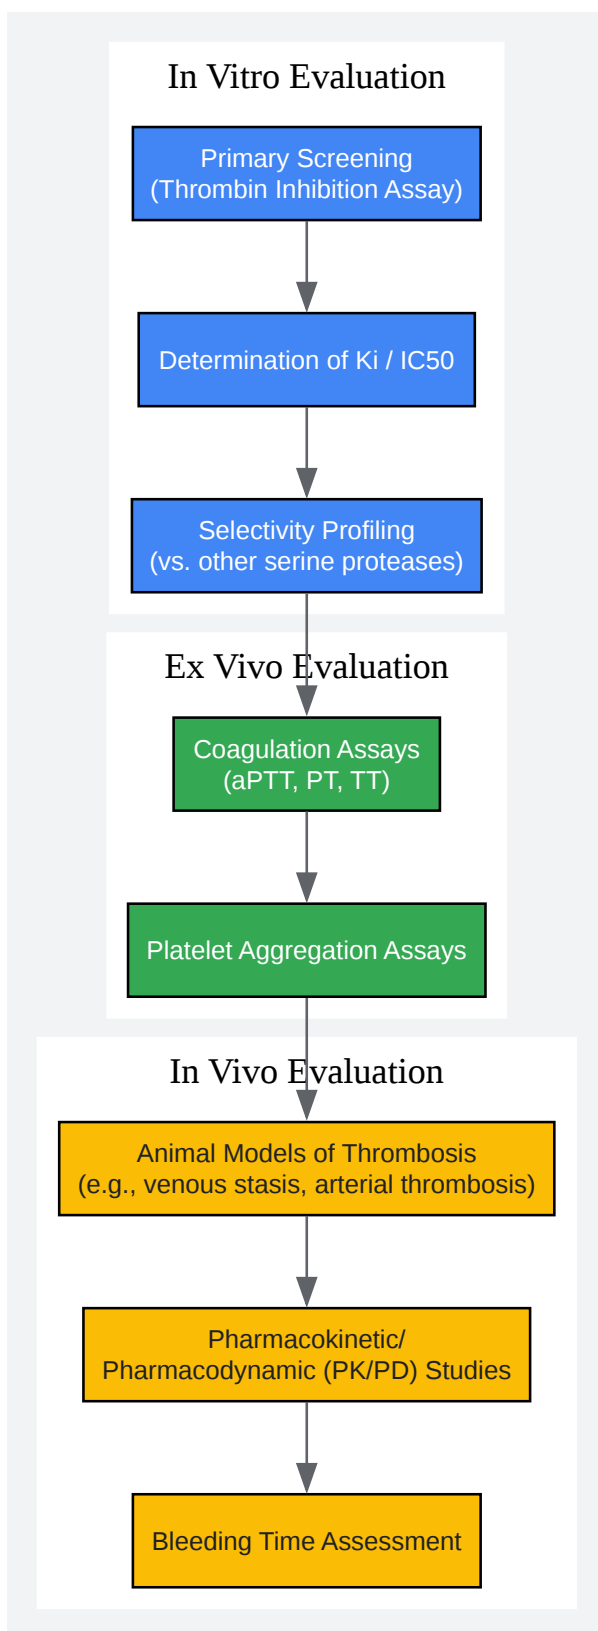 In Vitro Evaluation
Primary Screening
(Thrombin Inhibition Assay)
Determination of Ki / IC50
Selectivity Profiling
(vs. other serine proteases)
Ex Vivo Evaluation
Coagulation Assays
(aPTT, PT, TT)
Platelet Aggregation Assays
In Vivo Evaluation
Animal Models of Thrombosis
(e.g., venous stasis, arterial thrombosis)
Pharmacokinetic/
Pharmacodynamic (PK/PD) Studies
Bleeding Time Assessment